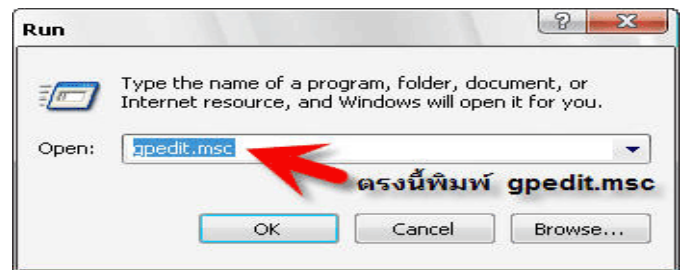 Run
Type the name of a program, folder, document, or
Internet resource, and Windows will open it for you.
Open: gpedit.msc
ตรงนี้พิมพ์ gpedit.msc
OK Cancel Browse...